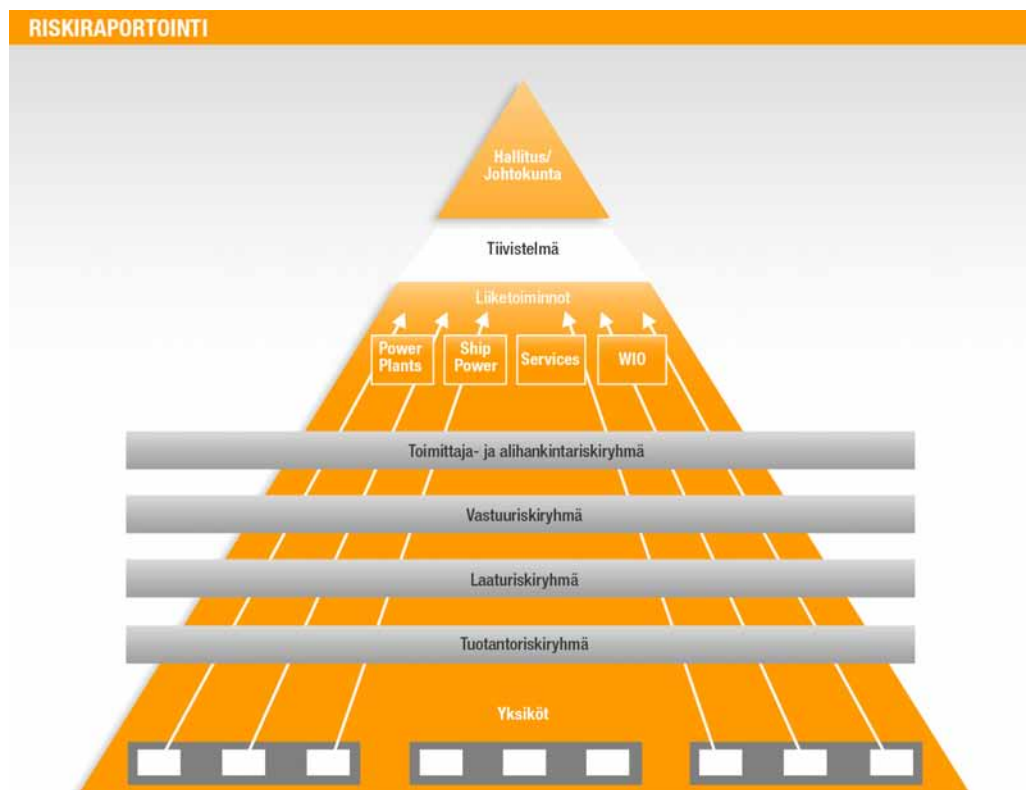 RISKIRAPORTOINTI
Hallitus/
Johtokunta
Tiivistelmä
Liiketoiminnot
Power
Plants
Ship
Power
Services
WIO
Toimittaja- ja alihankintariskiryhmä
Vastuuriskiryhmä
Laaturiskiryhmä
Tuotantoriskiryhmä
Yksiköt